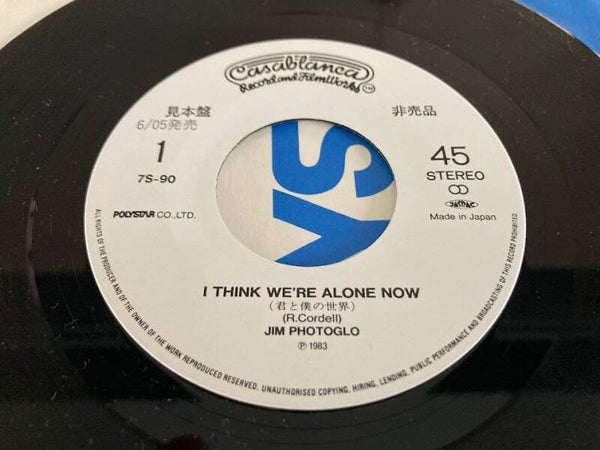 Casablanca
Record and FilmWorks TM
見本盤
6/05発売
非売品
1
7S-90
45
STEREO
POLYSTAR CO., LTD.
JASRAC
Made in Japan
YS
I THINK WE'RE ALONE NOW
(君と僕の世界)
(R.Cordell)
JIM PHOTOGLO
Ⓟ 1983
ALL RIGHTS OF THE PRODUCER AND OF THE OWNER OF THE WORK REPRODUCED RESERVED. UNAUTHORISED COPYING, HIRING, LENDING, PUBLIC PERFORMANCE AND BROADCASTING OF THIS RECORD PROHIBITED.